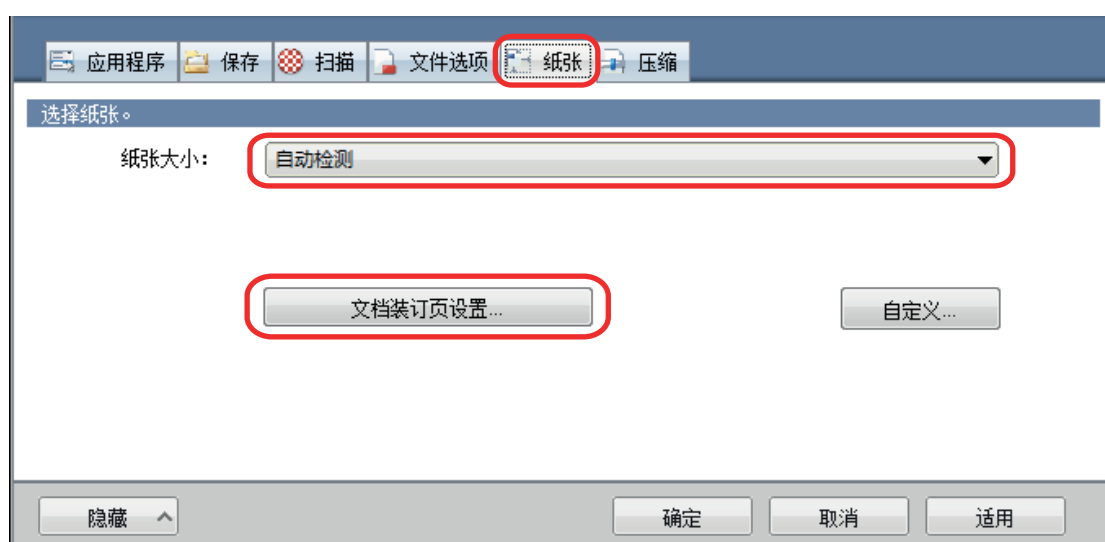 应用程序 保存 扫描 文件选项 纸张 压缩
选择纸张。
纸张大小: 自动检测
文档装订页设置... 自定义...
隐藏 确定 取消 适用